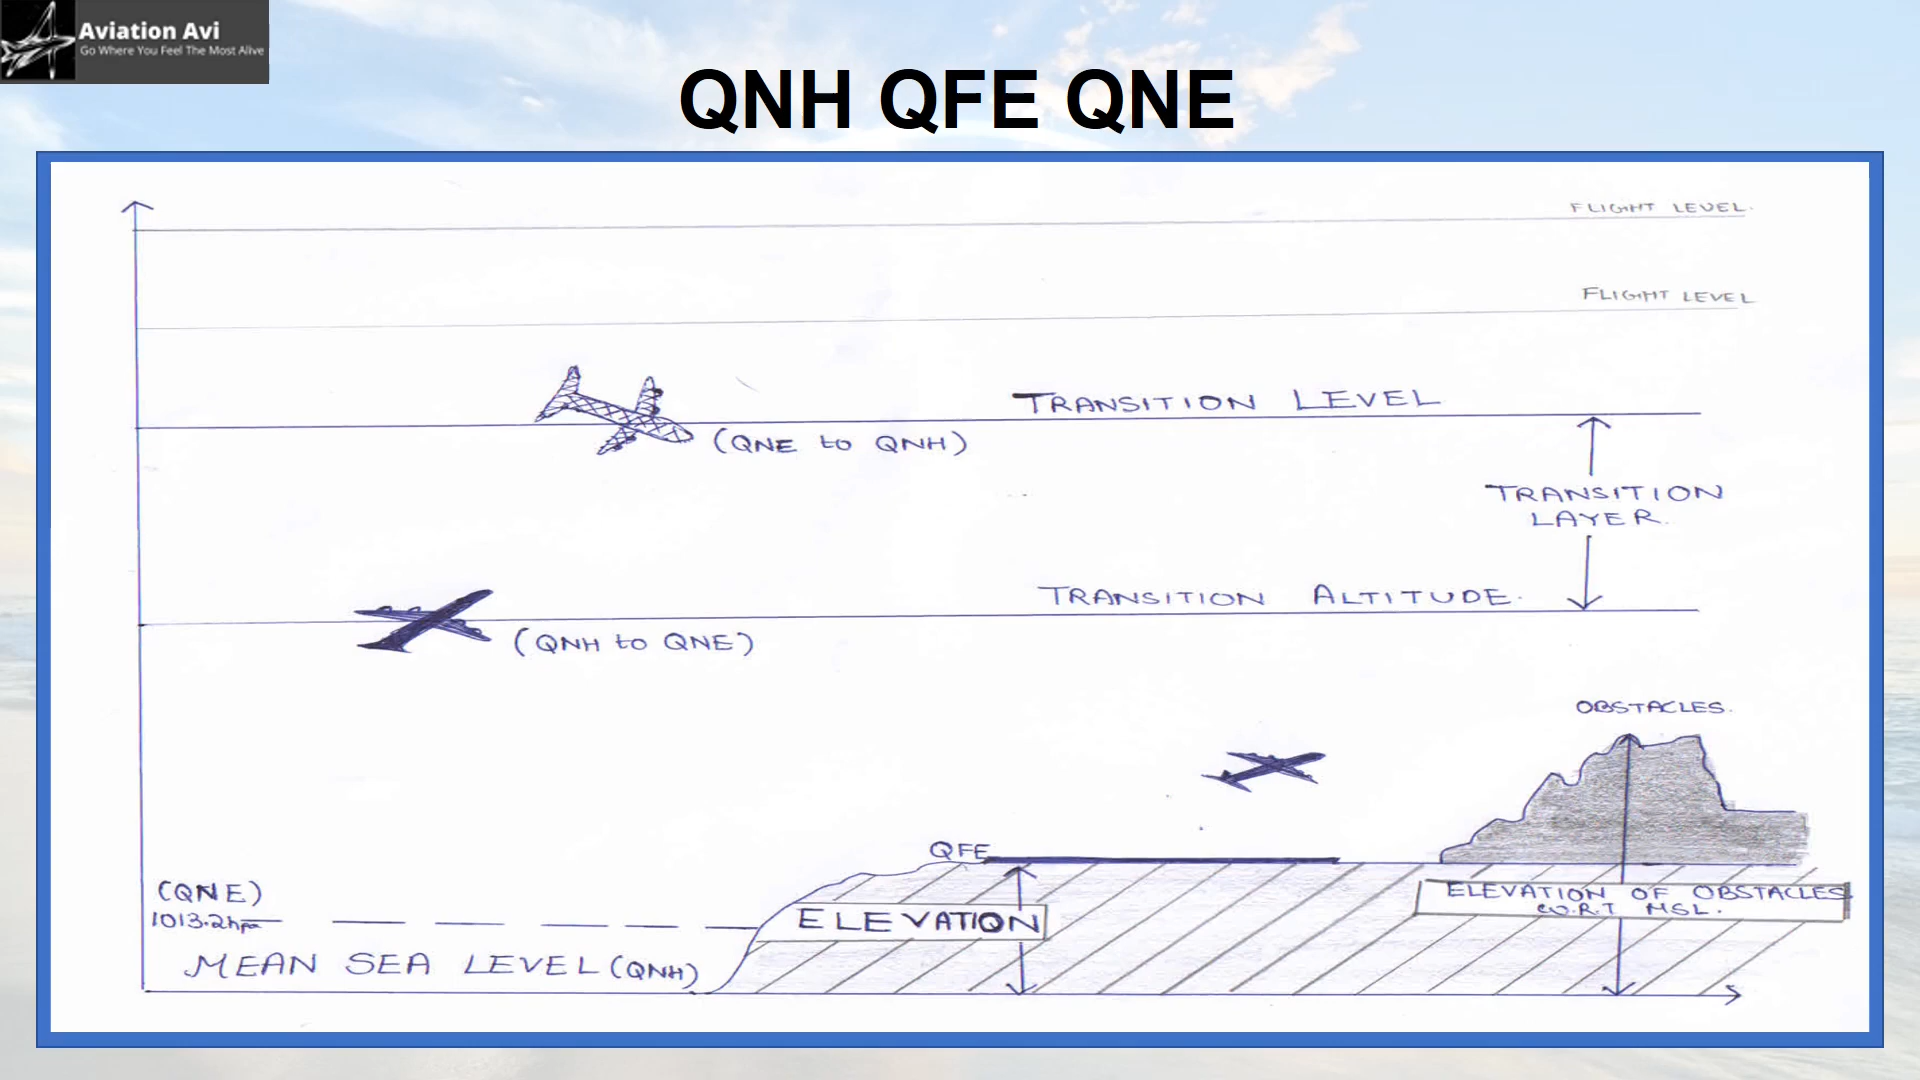 Aviation Avi
Go Where You Feel The Most Alive
QNH QFE QNE
FLIGHT LEVEL.
FLIGHT LEVEL
TRANSITION LEVEL
(QNE to QNH)
TRANSITION
LAYER.
TRANSITION ALTITUDE.
(QNH to QNE)
OBSTACLES.
QFE
(QNE)
1013.2hpa
ELEVATION
ELEVATION OF OBSTACLES
W.R.T MSL.
MEAN SEA LEVEL (QNH)